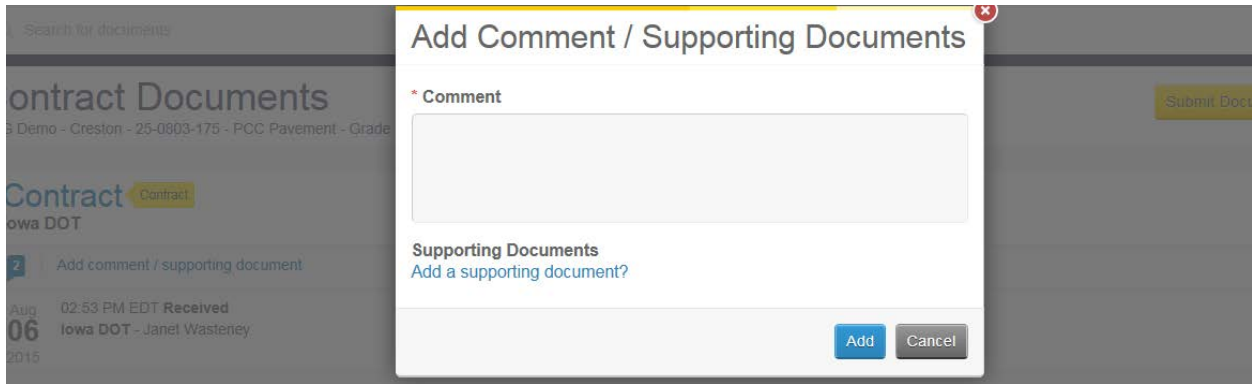 Search for documents
Add Comment / Supporting Documents
ontract Documents
Demo - Creston - 25-0803-175 - PCC Pavement - Grade
Submit Doc
* Comment
Contract Contract
owa DOT
2 Add comment / supporting document
Supporting Documents
Add a supporting document?
Aug
06
2015
02:53 PM EDT Received
Iowa DOT - Janet Wasteney
Add Cancel